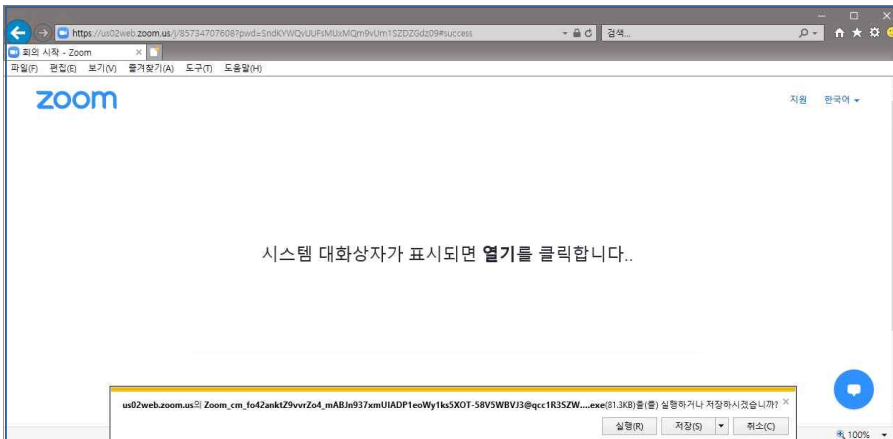 https://us02web.zoom.us/j/85734707608?pwd=SndKYWQvUUFsMUxMQm9vUm1SZDZGdz09#success
검색...
회의 시작 - Zoom
파일(F) 편집(E) 보기(V) 즐겨찾기(A) 도구(T) 도움말(H)
zoom
지원 한국어
시스템 대화상자가 표시되면 열기를 클릭합니다..
us02web.zoom.us의 Zoom_cm_fo42anktZ9vvrZo4_mABJn937xmUIADP1eoWy1ks5XOT-58V5WBVJ3@qcc1R3SZW....exe(81.3KB)을(를) 실행하거나 저장하시겠습니까?
실행(R) 저장(S) 취소(C)
100%